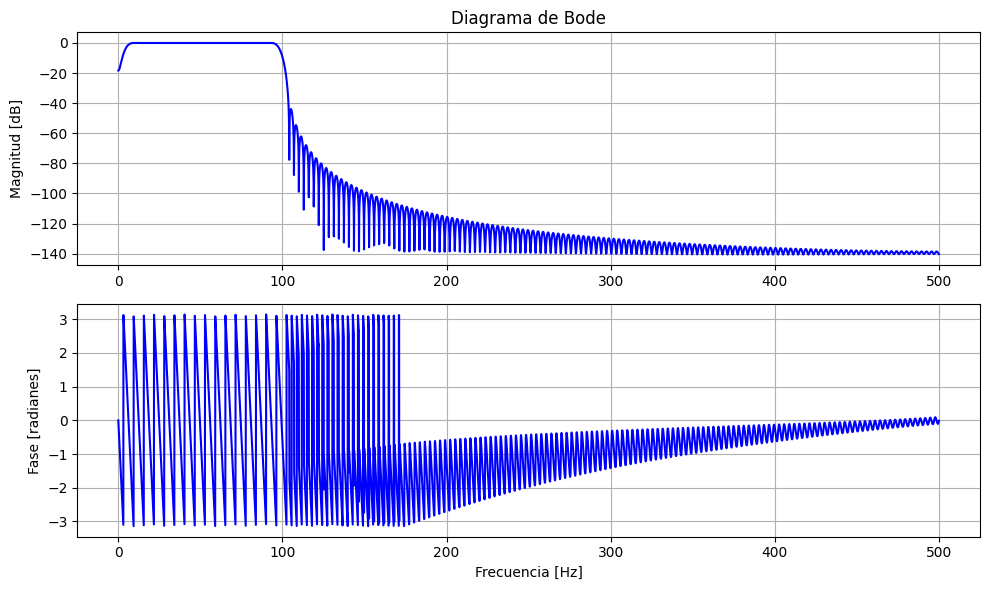 Diagrama de Bode
Magnitud [dB]
0
−20
−40
−60
−80
−100
−120
−140
0 100 200 300 400 500
Fase [radianes]
3
2
1
0
−1
−2
−3
0 100 200 300 400 500
Frecuencia [Hz]